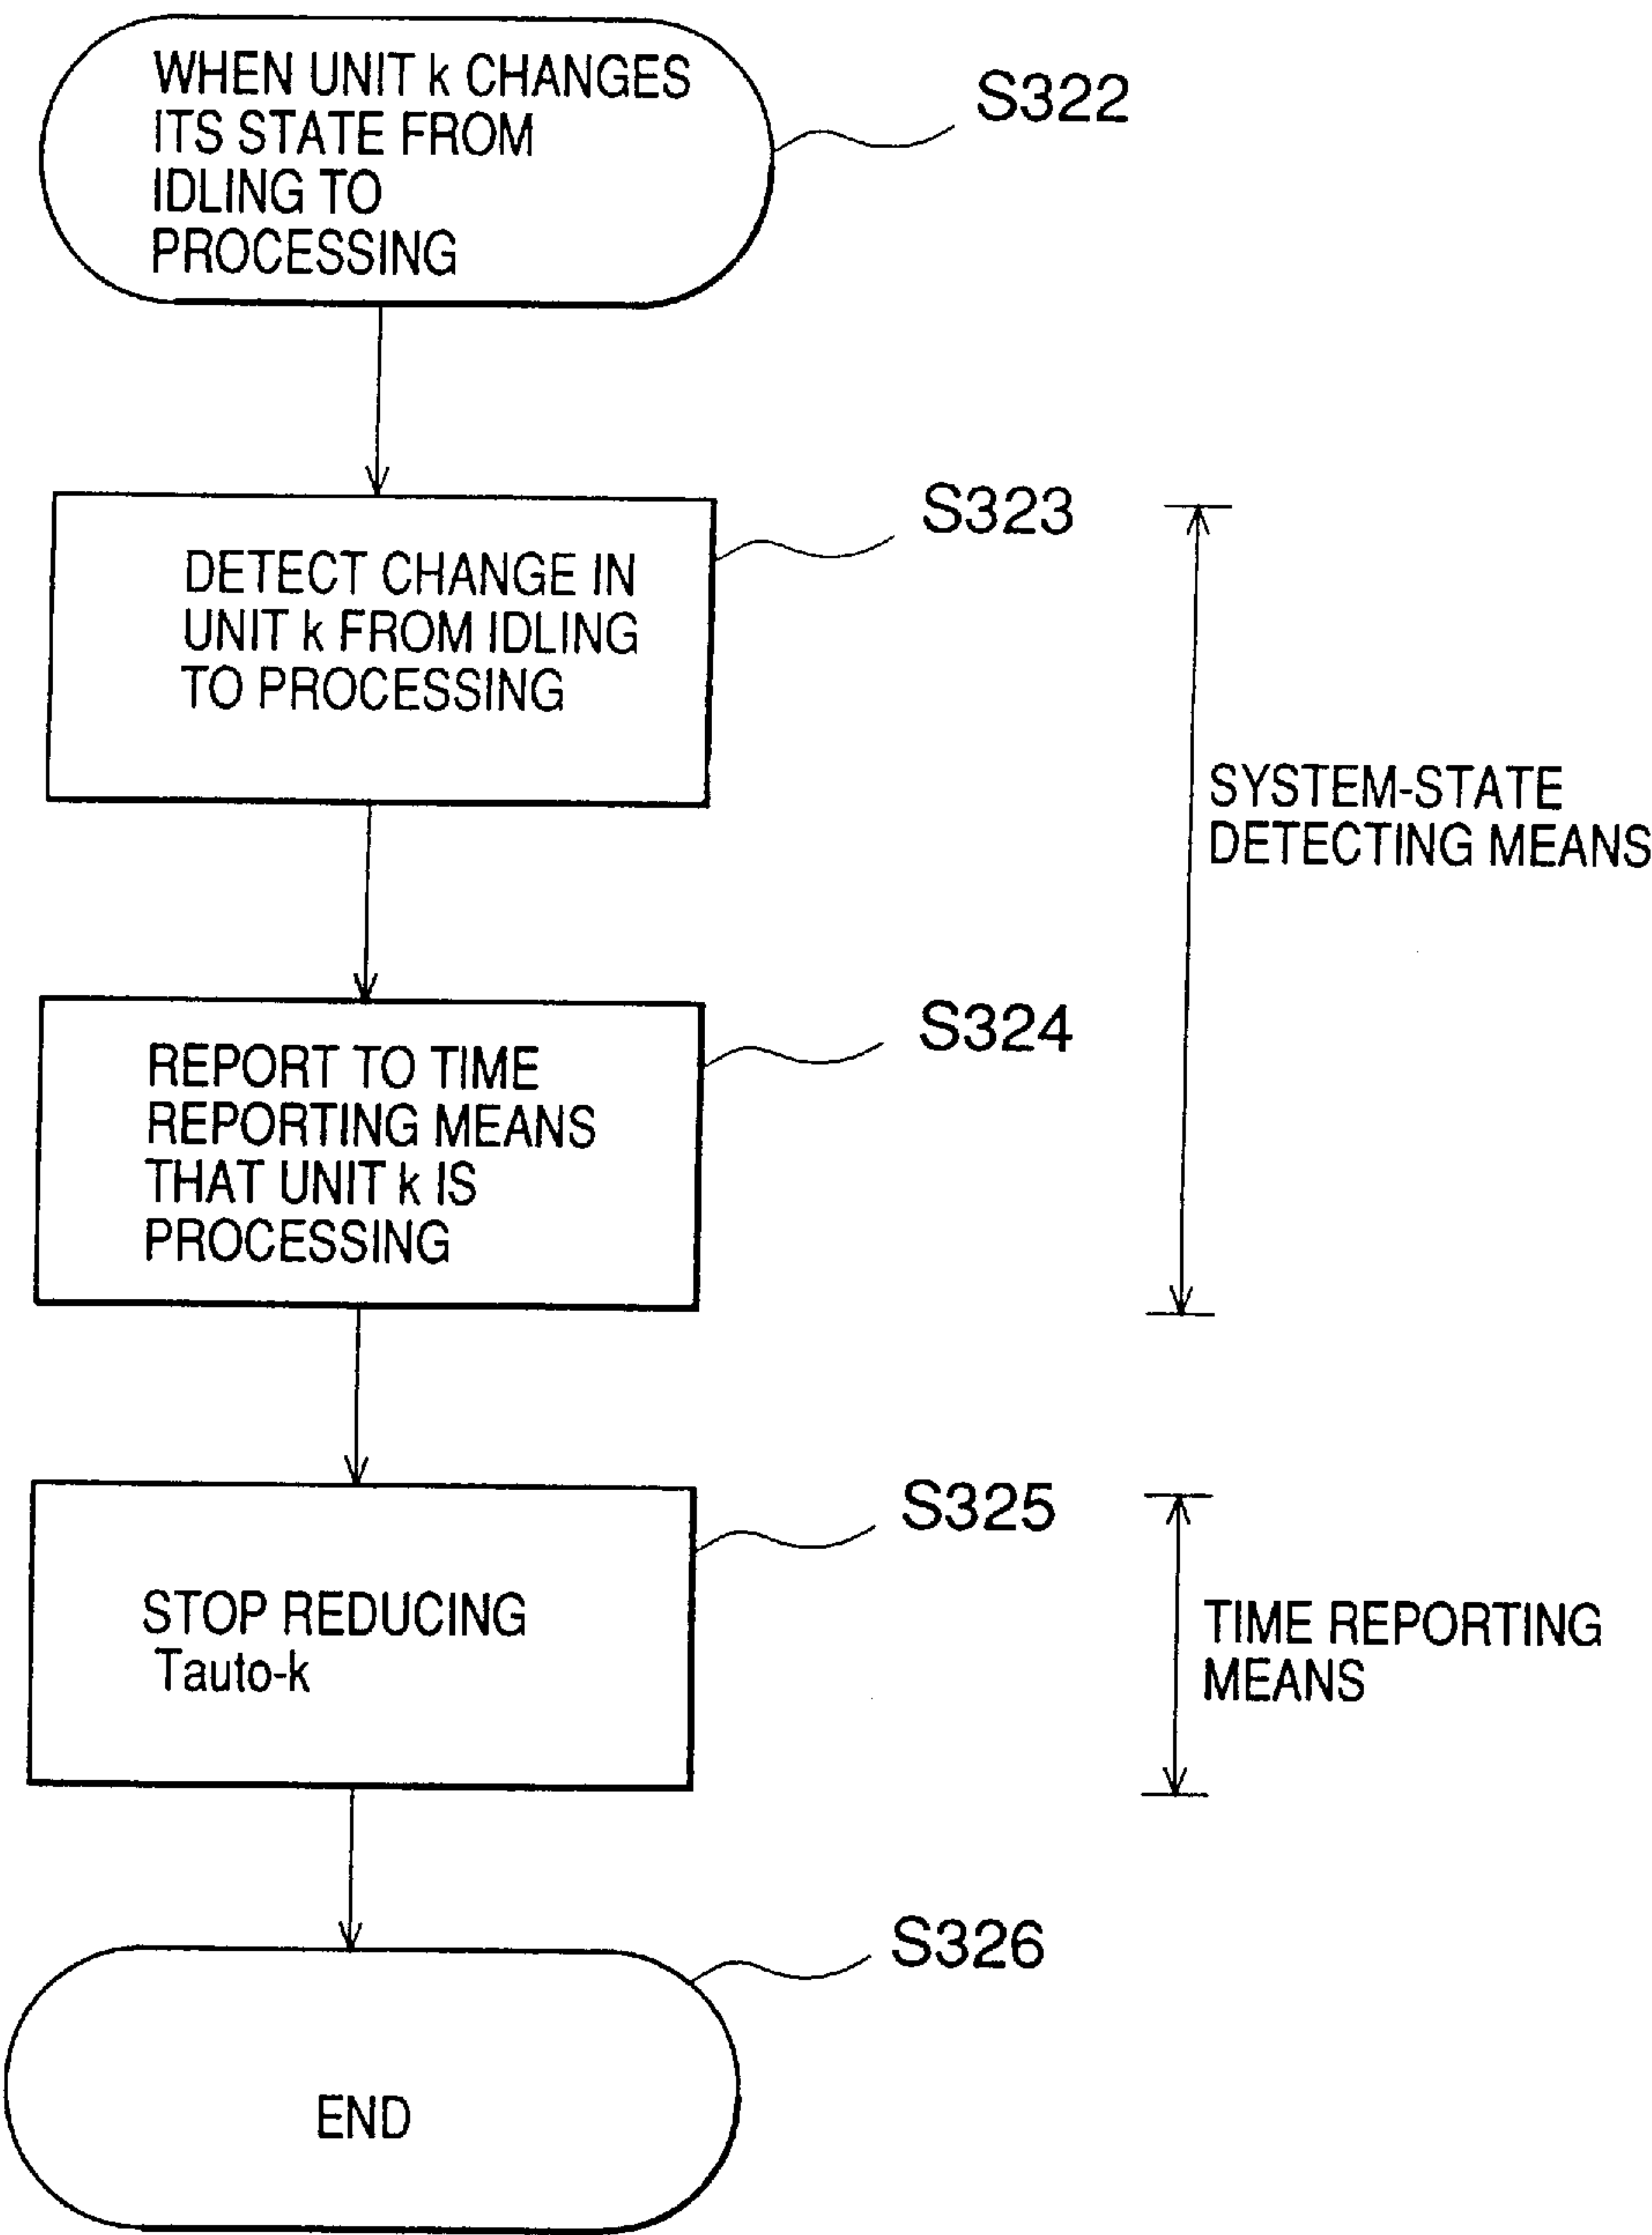 WHEN UNIT k CHANGES
ITS STATE FROM
IDLING TO
PROCESSING
S322
DETECT CHANGE IN
UNIT k FROM IDLING
TO PROCESSING
S323
SYSTEM-STATE
DETECTING MEANS
REPORT TO TIME
REPORTING MEANS
THAT UNIT k IS
PROCESSING
S324
STOP REDUCING
Tauto-k
S325
TIME REPORTING
MEANS
END
S326